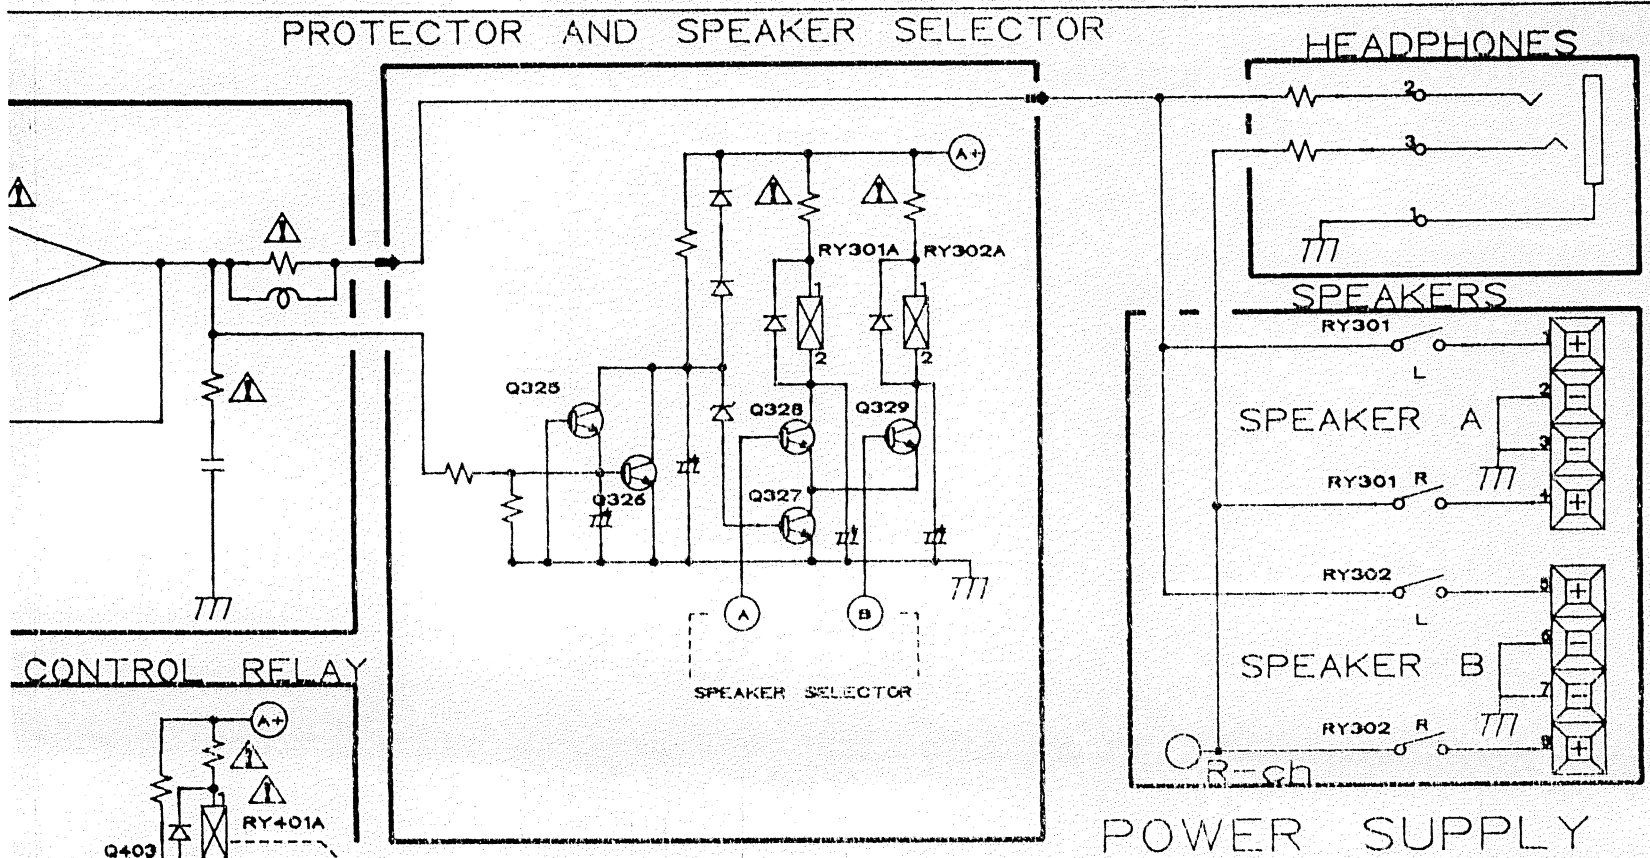 PROTECTOR AND SPEAKER SELECTOR
HEADPHONES
2
3
1
A+
RY301A
RY302A
1
2
1
2
SPEAKERS
RY301
L
1
+
2
−
SPEAKER A
3
−
RY301 R
4
+
Q325
Q328
Q329
Q326
Q327
A
B
SPEAKER SELECTOR
RY302
L
5
+
6
−
SPEAKER B
7
−
RY302 R
8
+
R-ch
CONTROL RELAY
A+
1
RY401A
Q403
POWER SUPPLY